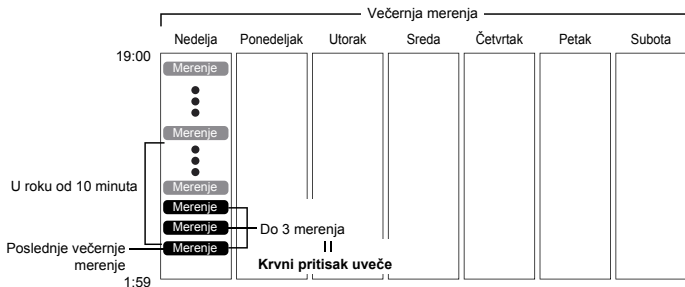 Večernja merenja
Nedelja Ponedeljak Utorak Sreda Četvrtak Petak Subota
19:00
Merenje
Merenje
U roku od 10 minuta
Merenje
Merenje
Merenje
Do 3 merenja
Poslednje večernje
merenje
Merenje
Krvni pritisak uveče
1:59